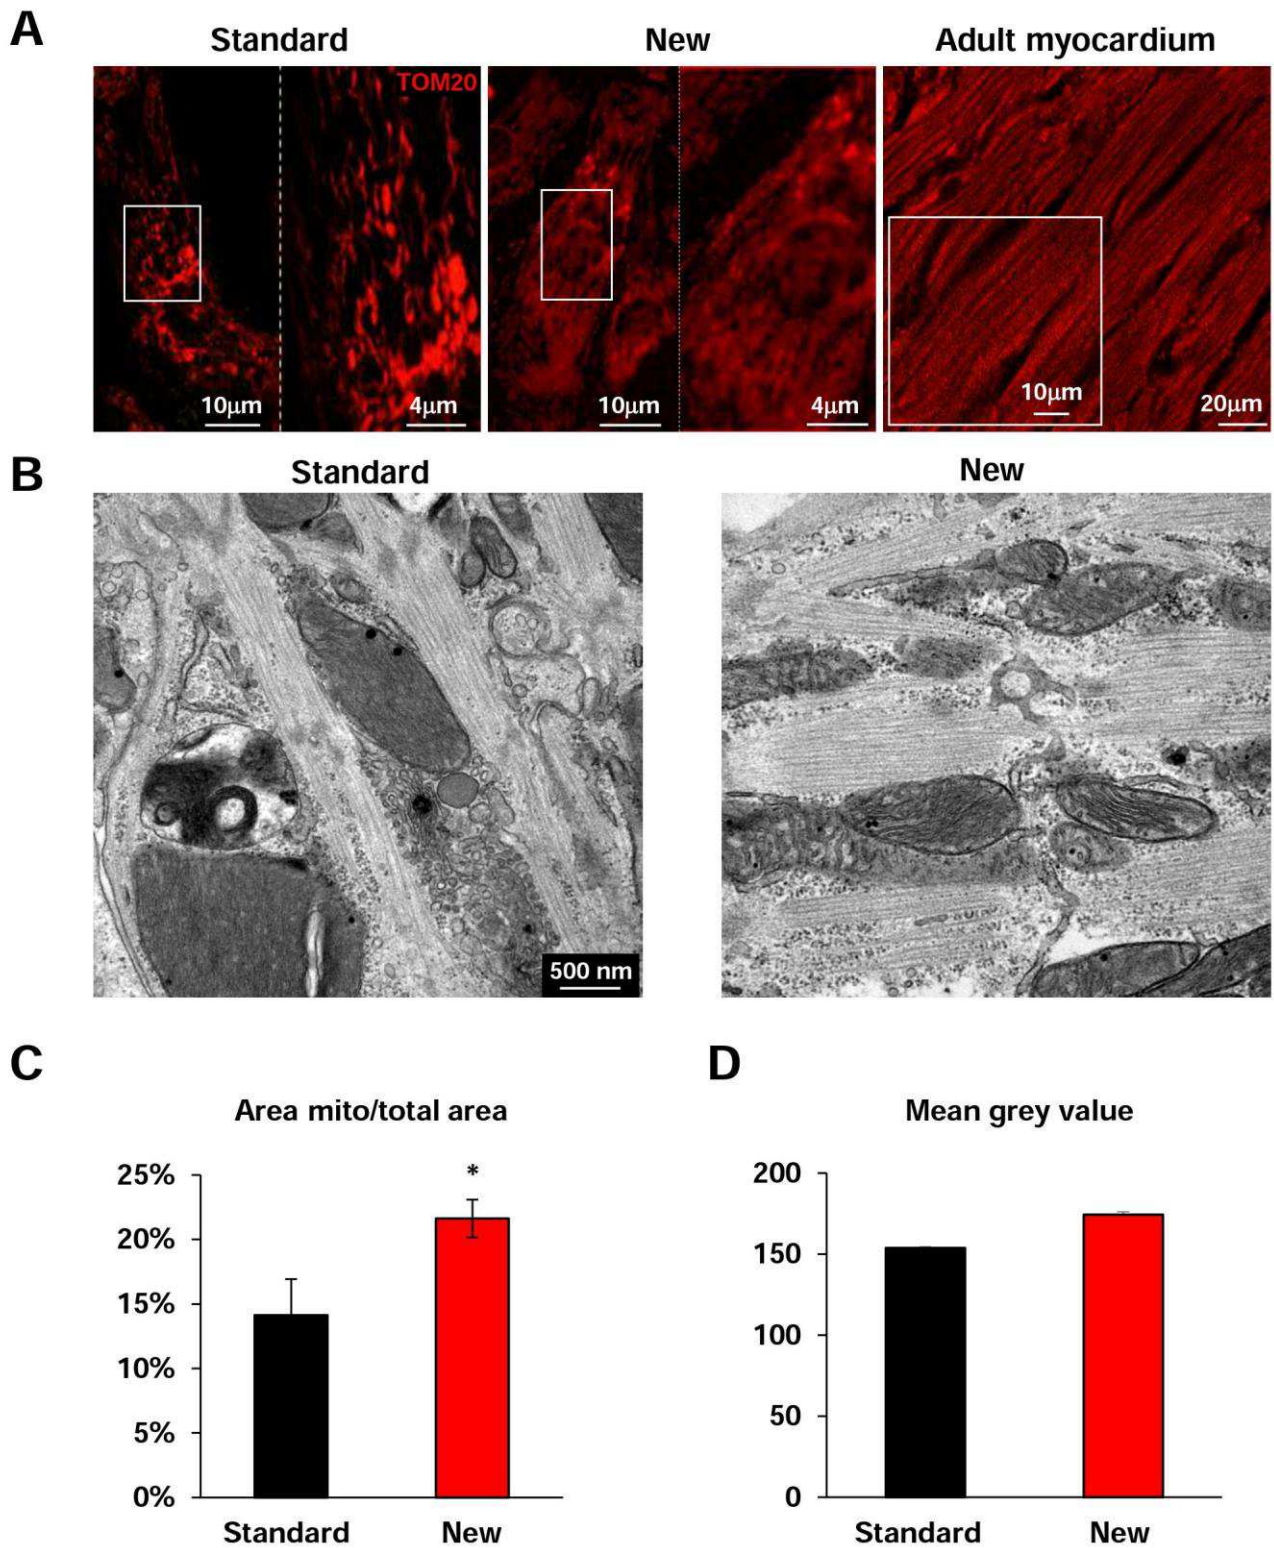 A
Standard
New
Adult myocardium
TOM20
10μm
4μm
10μm
4μm
10μm
20μm
B
Standard
New
500 nm
C
D
Area mito/total area
Mean grey value
*
25%
20%
15%
10%
5%
0%
Standard
New
200
150
100
50
0
Standard
New